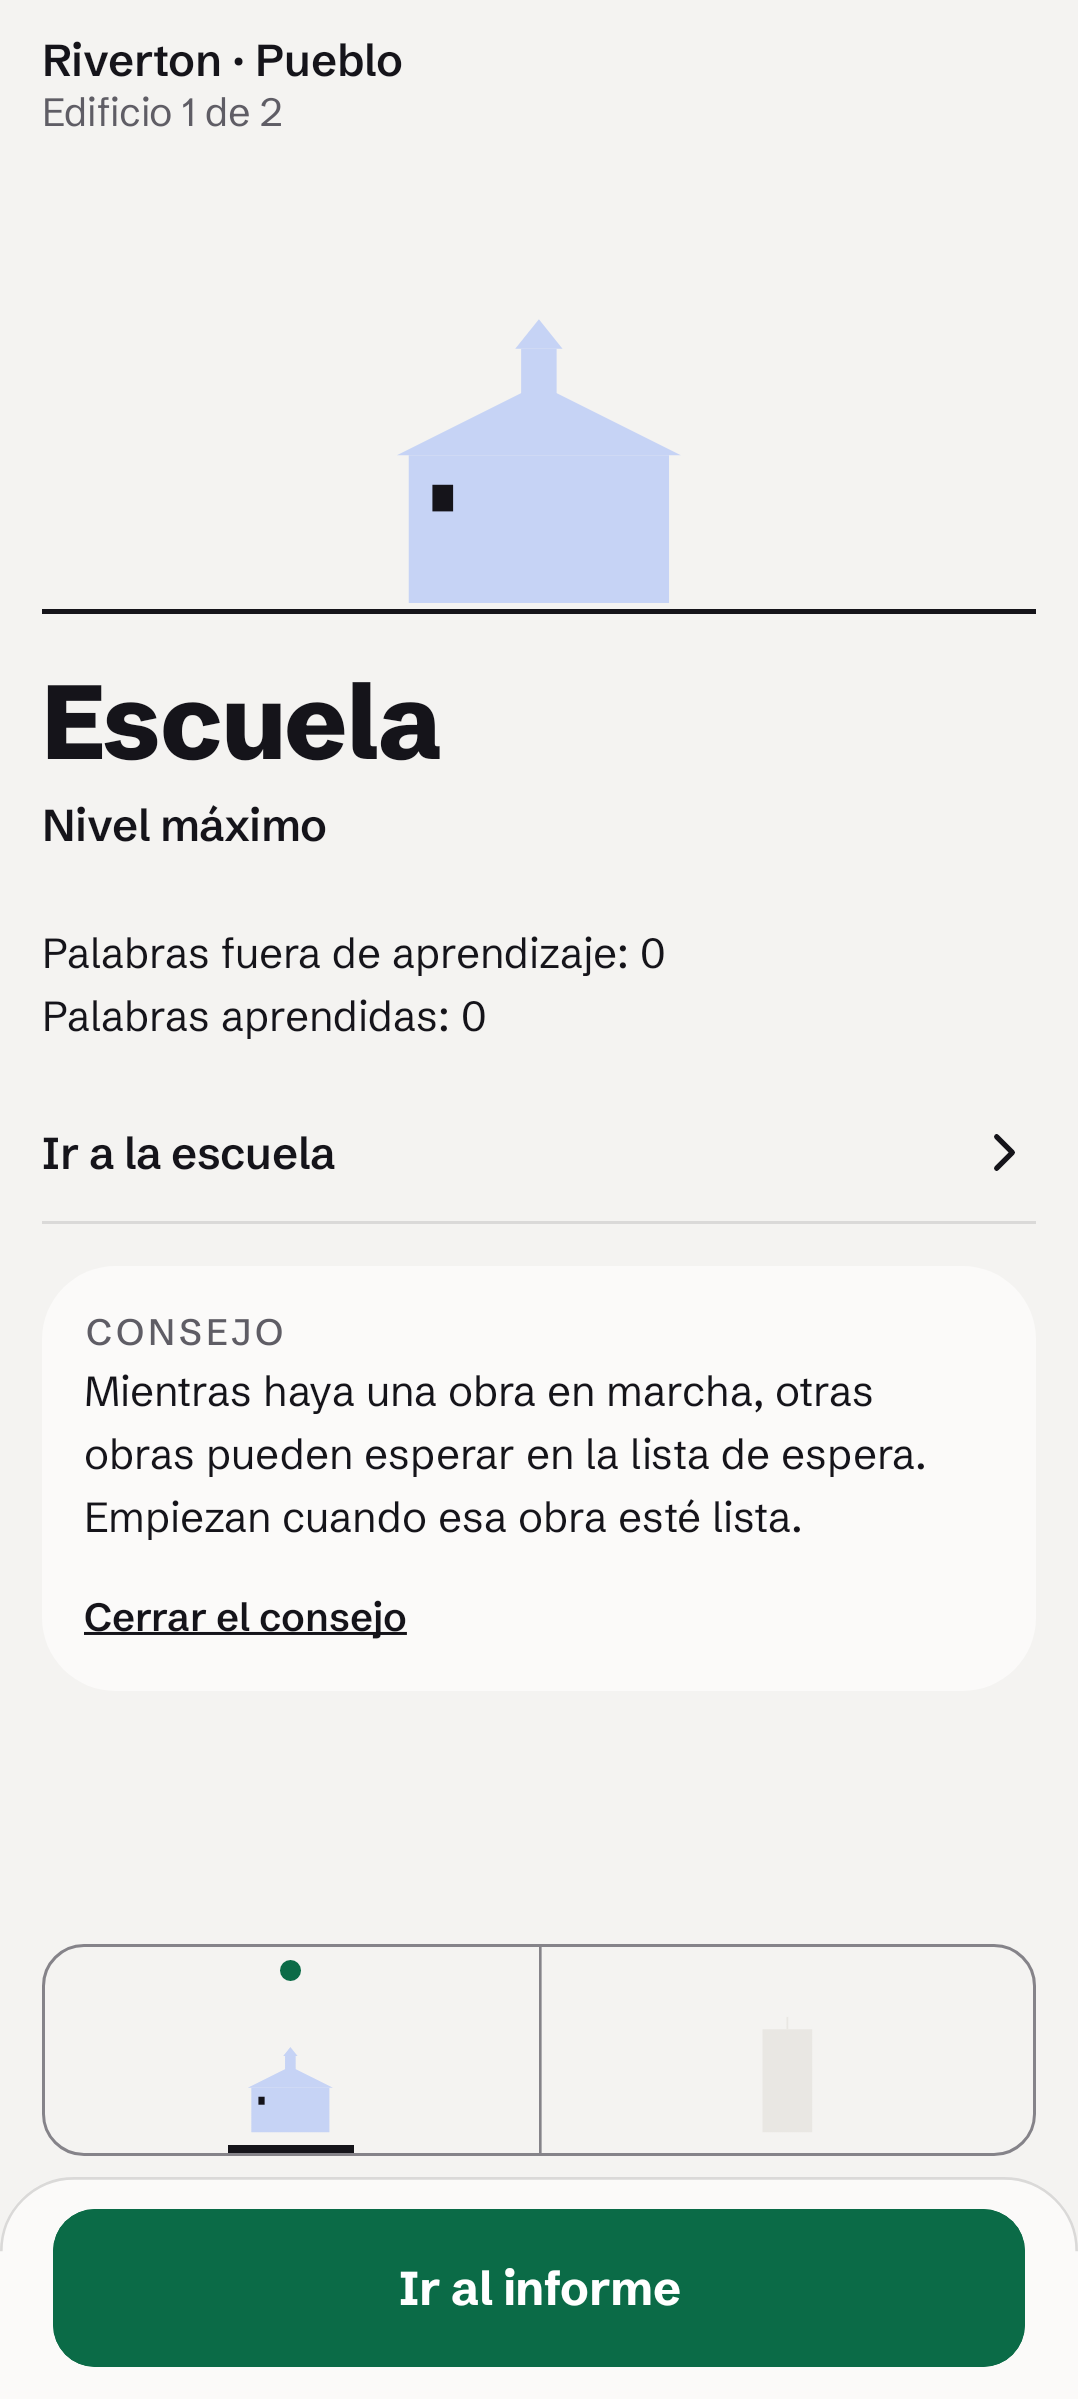 Riverton · Pueblo
Edificio 1 de 2
Escuela
Nivel máximo
Palabras fuera de aprendizaje: 0
Palabras aprendidas: 0
Ir a la escuela
CONSEJO
Mientras haya una obra en marcha, otras
obras pueden esperar en la lista de espera.
Empiezan cuando esa obra esté lista.
Cerrar el consejo
Ir al informe